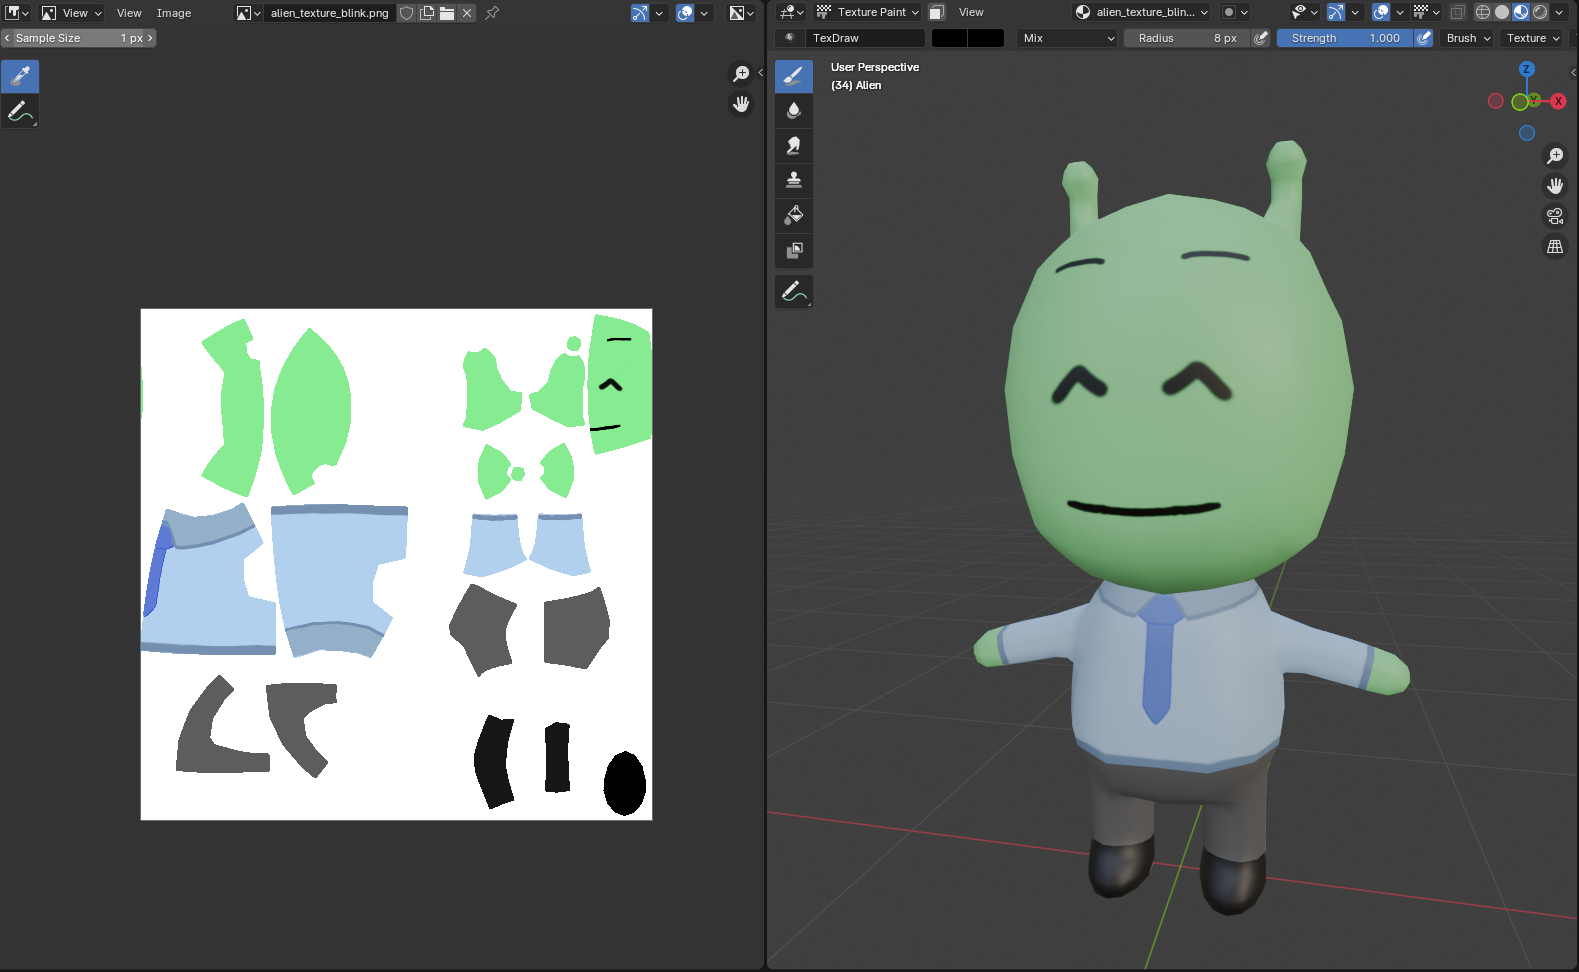 View View Image alien_texture_blink.png
Sample Size 1 px
Texture Paint View alien_texture_blin...
TexDraw Mix Radius 8 px Strength 1.000 Brush Texture
User Perspective
(34) Alien
Z
Y X